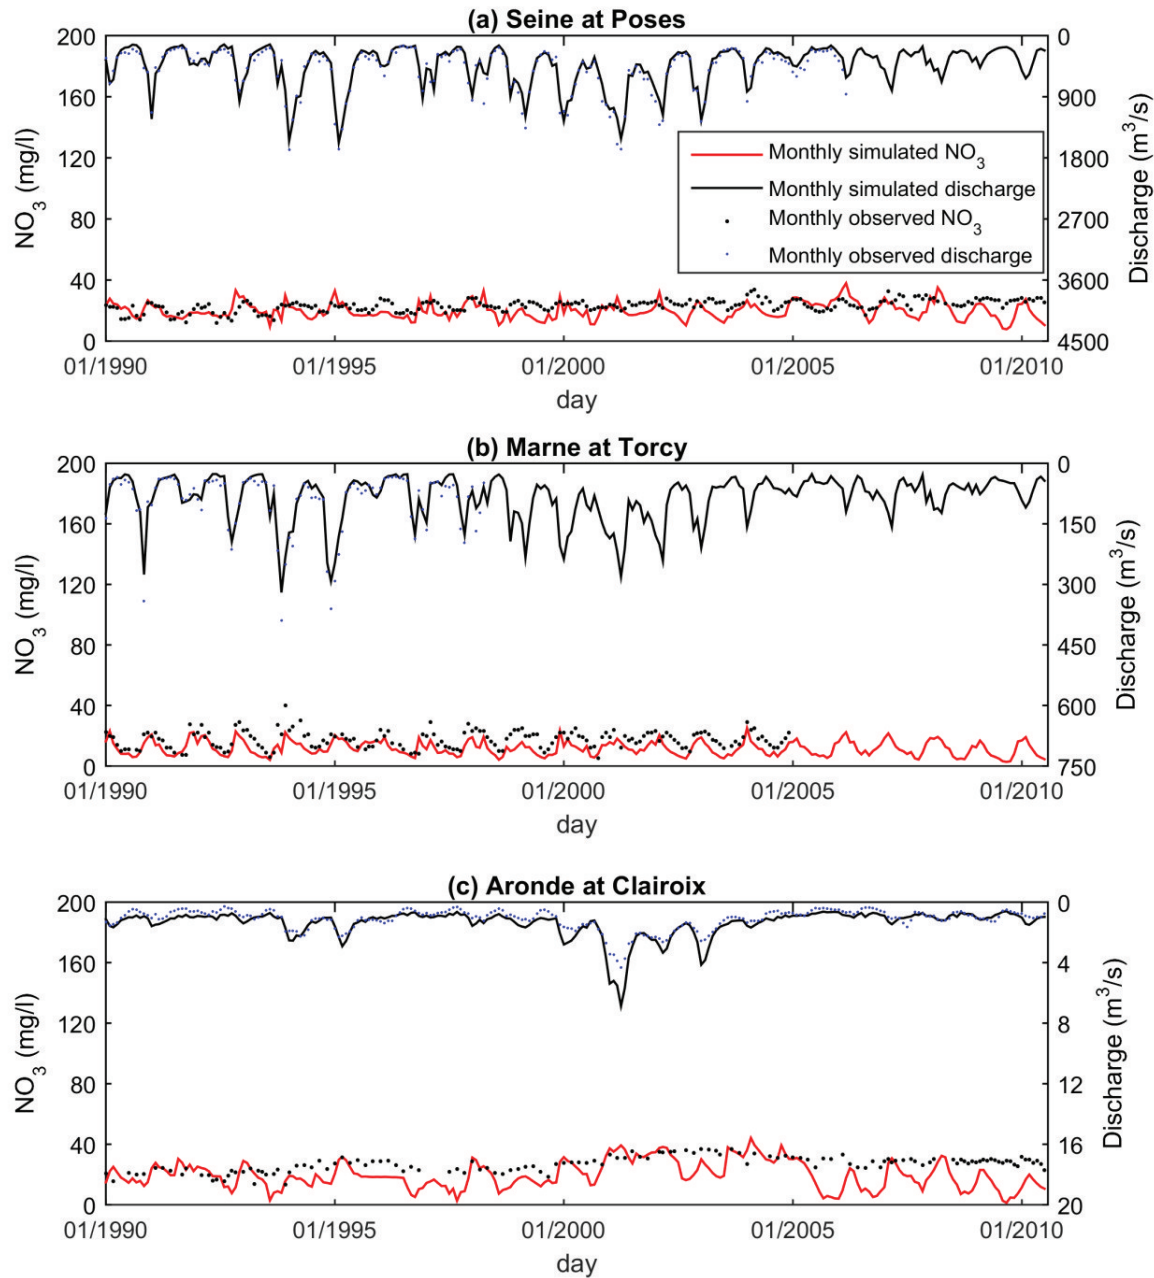 (a) Seine at Poses
200
160
120
80
40
0
NO3 (mg/l)
0
900
1800
2700
3600
4500
Discharge (m3/s)
Monthly simulated NO3
Monthly simulated discharge
Monthly observed NO3
Monthly observed discharge
01/1990 01/1995 01/2000 01/2005 01/2010
day
(b) Marne at Torcy
200
160
120
80
40
0
NO3 (mg/l)
0
150
300
450
600
750
Discharge (m3/s)
01/1990 01/1995 01/2000 01/2005 01/2010
day
(c) Aronde at Clairoix
200
160
120
80
40
0
NO3 (mg/l)
0
4
8
12
16
20
Discharge (m3/s)
01/1990 01/1995 01/2000 01/2005 01/2010
day